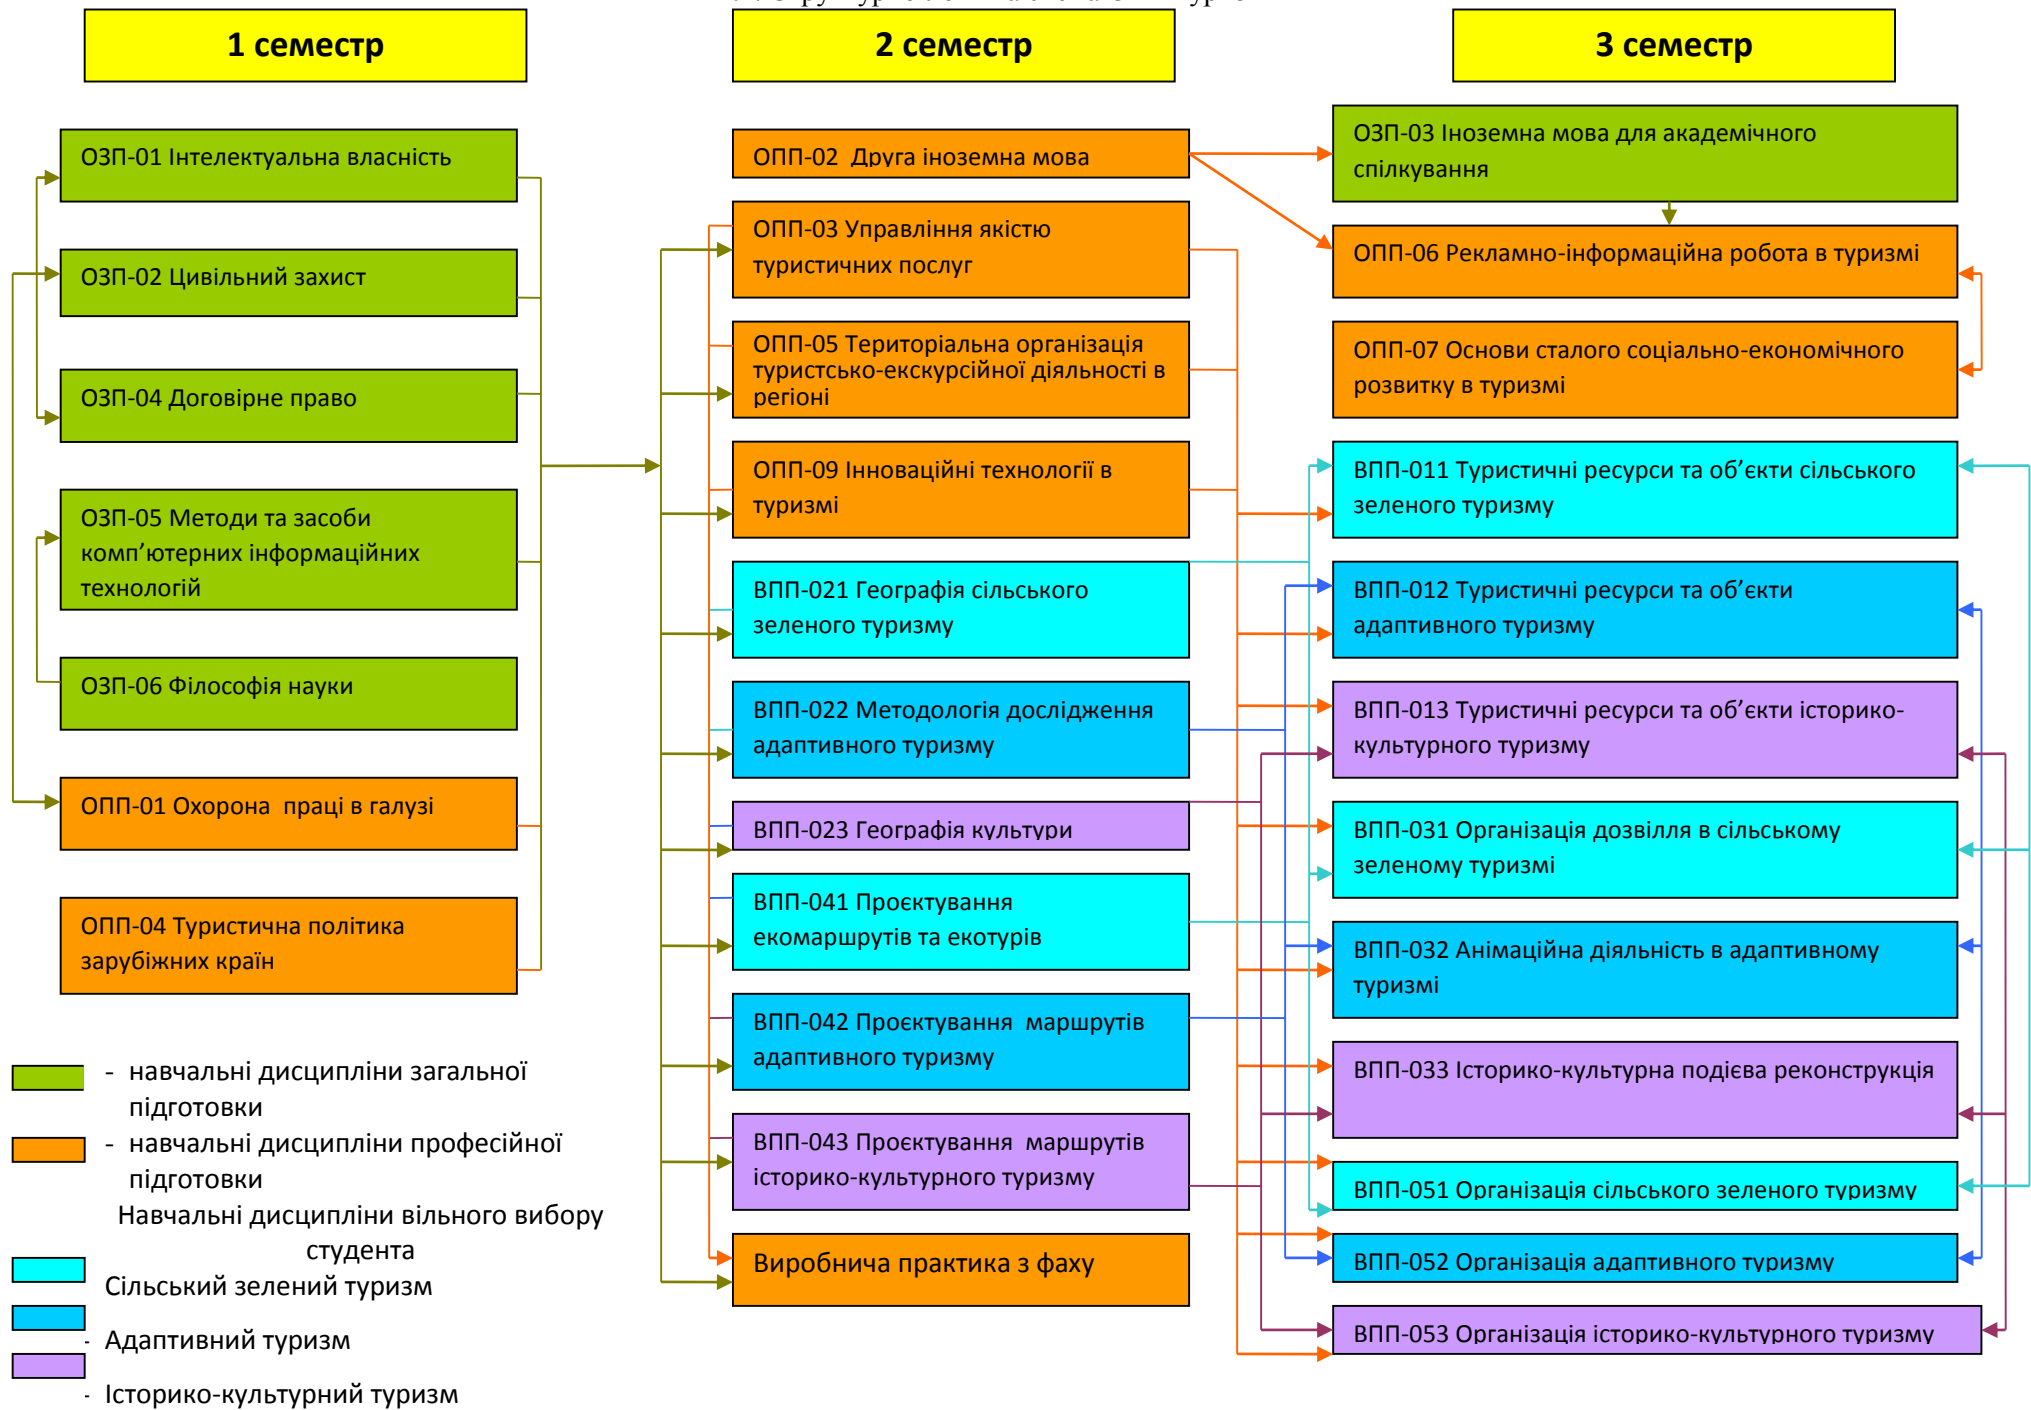 1 семестр
2 семестр
3 семестр
ОЗП-01 Інтелектуальна власність
ОЗП-02 Цивільний захист
ОЗП-04 Договірне право
ОЗП-05 Методи та засоби
комп’ютерних інформаційних
технологій
ОЗП-06 Філософія науки
ОПП-01 Охорона праці в галузі
ОПП-04 Туристична політика
зарубіжних країн
- навчальні дисципліни загальної
підготовки
- навчальні дисципліни професійної
підготовки
Навчальні дисципліни вільного вибору
студента
Сільський зелений туризм
- Адаптивний туризм
- Історико-культурний туризм
ОПП-02 Друга іноземна мова
ОПП-03 Управління якістю
туристичних послуг
ОПП-05 Територіальна організація
туристсько-екскурсійної діяльності в
регіоні
ОПП-09 Інноваційні технології в
туризмі
ВПП-021 Географія сільського
зеленого туризму
ВПП-022 Методологія дослідження
адаптивного туризму
ВПП-023 Географія культури
ВПП-041 Проєктування
екомаршрутів та екотурів
ВПП-042 Проєктування маршрутів
адаптивного туризму
ВПП-043 Проєктування маршрутів
історико-культурного туризму
Виробнича практика з фаху
ОЗП-03 Іноземна мова для академічного
спілкування
ОПП-06 Рекламно-інформаційна робота в туризмі
ОПП-07 Основи сталого соціально-економічного
розвитку в туризмі
ВПП-011 Туристичні ресурси та об’єкти сільського
зеленого туризму
ВПП-012 Туристичні ресурси та об’єкти
адаптивного туризму
ВПП-013 Туристичні ресурси та об’єкти історико-
культурного туризму
ВПП-031 Організація дозвілля в сільському
зеленому туризмі
ВПП-032 Анімаційна діяльність в адаптивному
туризмі
ВПП-033 Історико-культурна подієва реконструкція
ВПП-051 Організація сільського зеленого туризму
ВПП-052 Організація адаптивного туризму
ВПП-053 Організація історико-культурного туризму